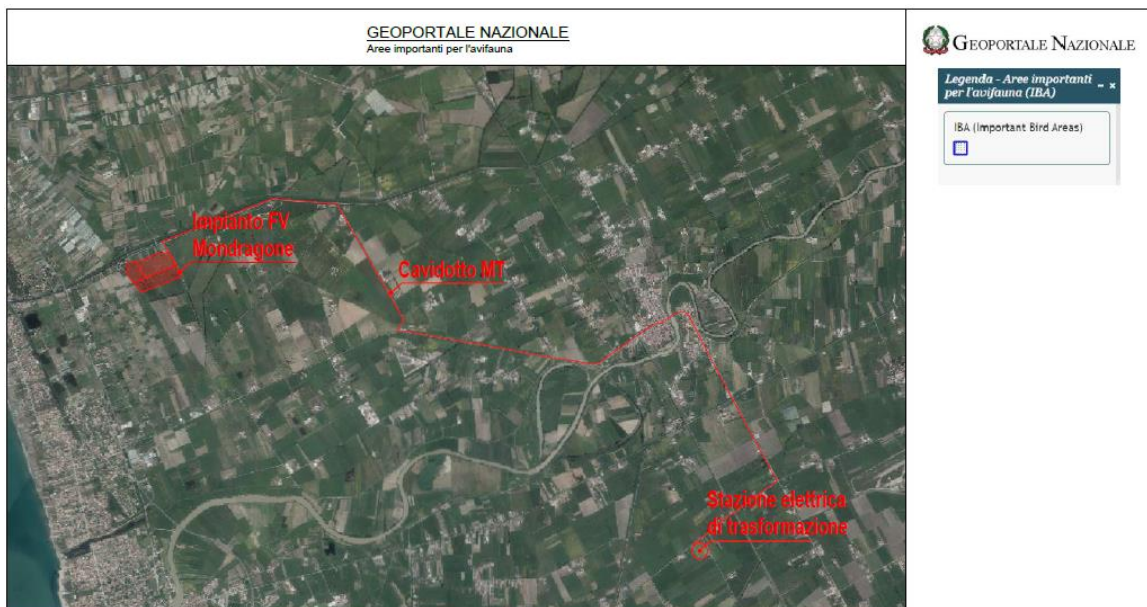 GEOPORTALE NAZIONALE
Aree importanti per l'avifauna
GEOPORTALE NAZIONALE
Legenda - Aree importanti
per l'avifauna (IBA)
- ×
IBA (Important Bird Areas)
Impianto FV
Mondragone
Cavidotto MT
Stazione elettrica
di trasformazione